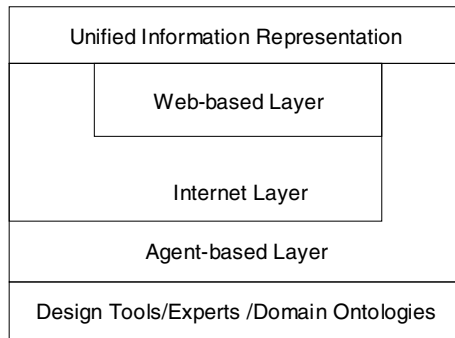 Unified Information Representation
Web-based Layer
Internet Layer
Agent-based Layer
Design Tools/Experts /Domain Ontologies